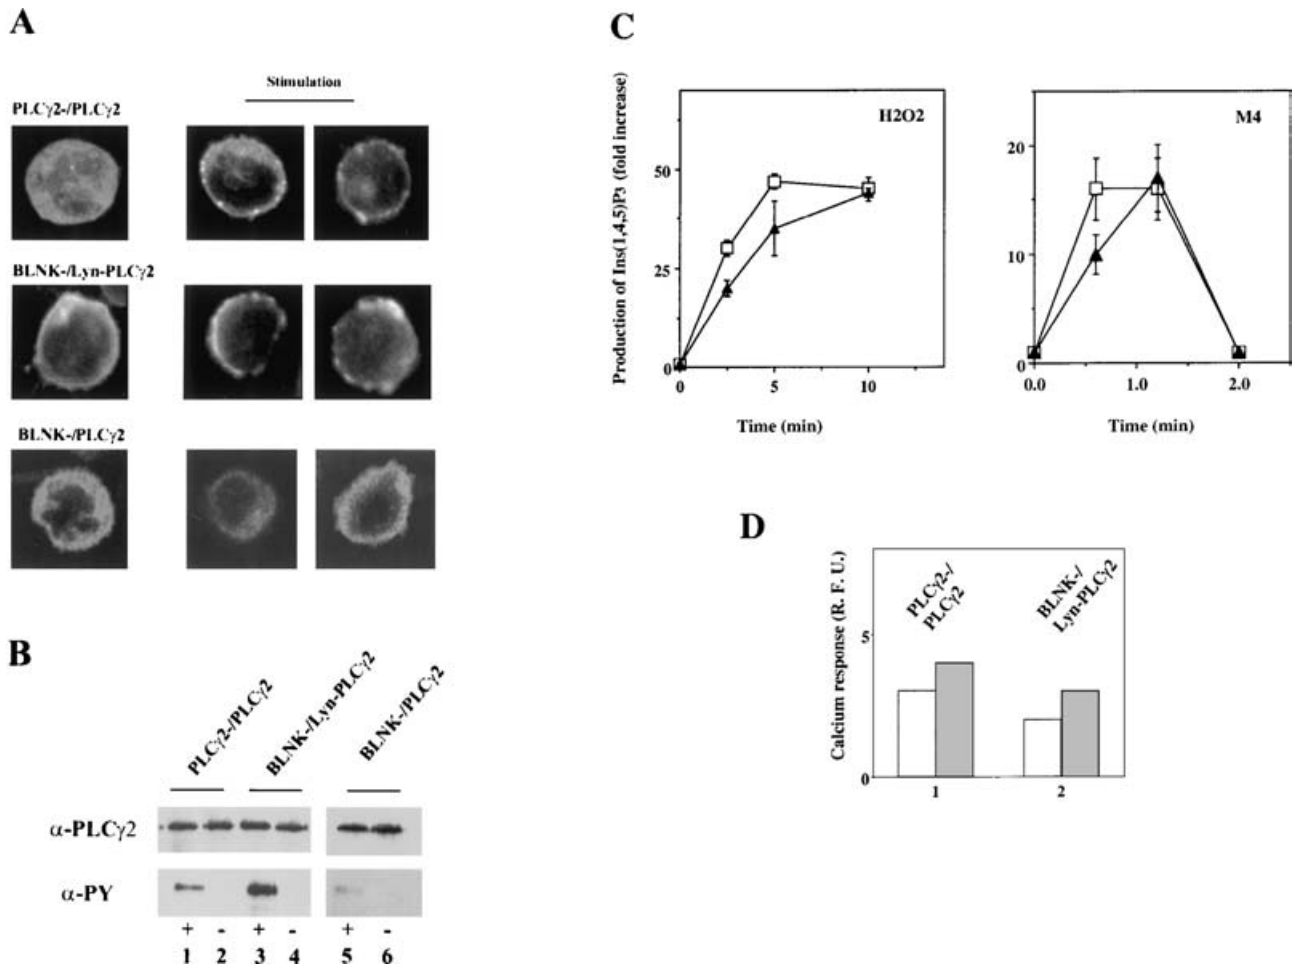 A
Stimulation
PLCγ2-/PLCγ2
BLNK-/Lyn-PLCγ2
BLNK-/PLCγ2
B
PLCγ2-/PLCγ2
BLNK-/Lyn-PLCγ2
BLNK-/PLCγ2
α-PLCγ2
α-PY
+ - + - + -
1 2 3 4 5 6
C
Production of Ins(1,4,5)P3 (fold increase)
H2O2
50
25
0
0 5 10
Time (min)
M4
20
10
0
0.0 1.0 2.0
Time (min)
D
Calcium response (R. F. U.)
5
0
PLCγ2-/
PLCγ2
BLNK-/
Lyn-PLCγ2
1 2